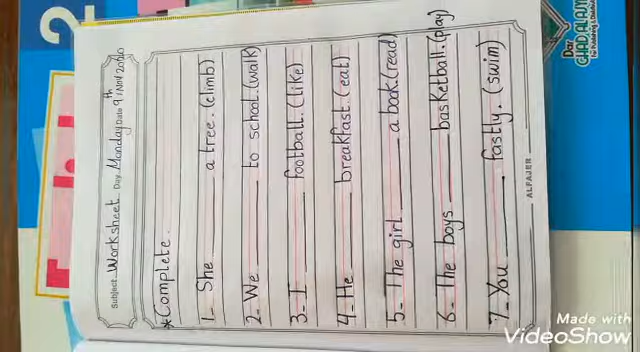 Subject: Worksheet Day: Monday Date: 9th Nov 2020
*Complete.
1- She ______ a tree. (climb)
2- We ______ to school. (walk)
3- I ______ football. (like)
4- He ______ breakfast. (eat)
5- The girl ______ a book. (read)
6- The boys ______ basketball. (play)
7- You ______ fastly. (swim)
ALFAJER
2
Dar
Made with
VideoShow